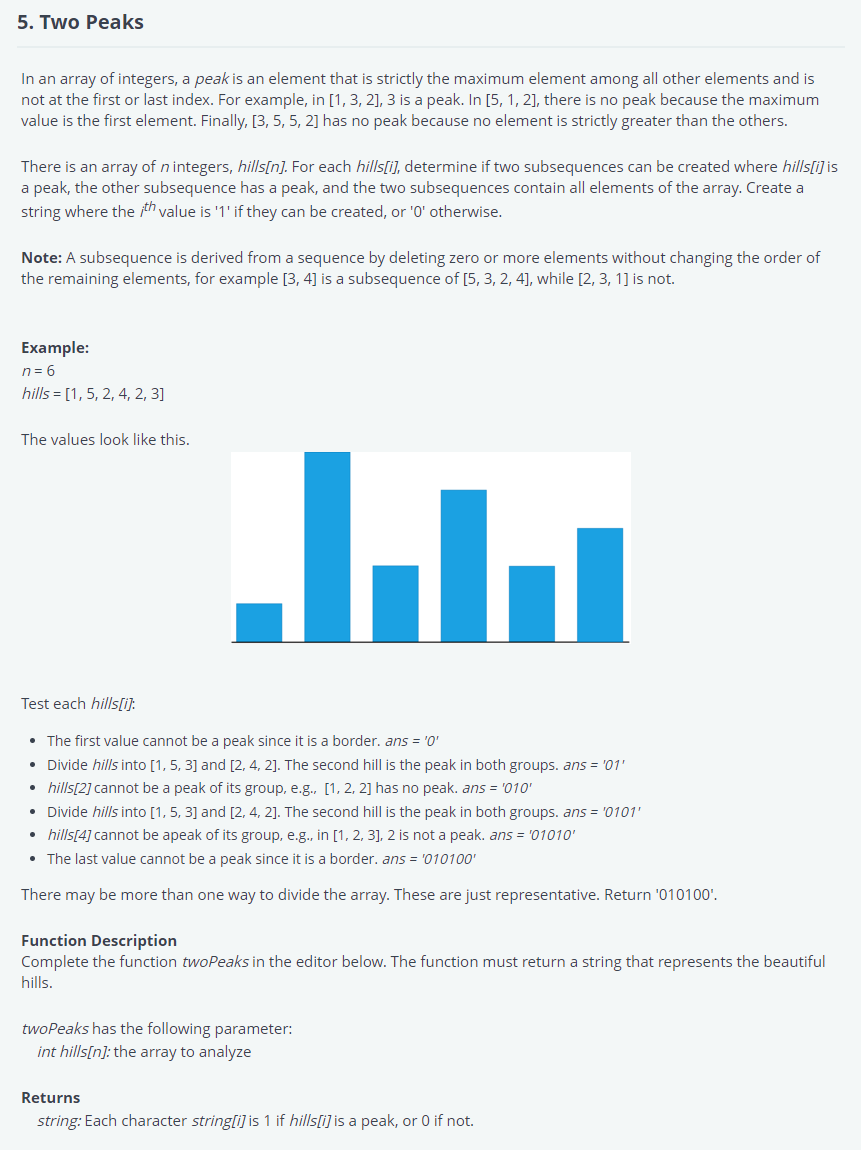 5. Two Peaks
In an array of integers, a peak is an element that is strictly the maximum element among all other elements and is
not at the first or last index. For example, in [1, 3, 2], 3 is a peak. In [5, 1, 2], there is no peak because the maximum
value is the first element. Finally, [3, 5, 5, 2] has no peak because no element is strictly greater than the others.
There is an array of n integers, hills[n]. For each hills[i], determine if two subsequences can be created where hills[i] is
a peak, the other subsequence has a peak, and the two subsequences contain all elements of the array. Create a
string where the ith value is '1' if they can be created, or '0' otherwise.
Note: A subsequence is derived from a sequence by deleting zero or more elements without changing the order of
the remaining elements, for example [3, 4] is a subsequence of [5, 3, 2, 4], while [2, 3, 1] is not.
Example:
n = 6
hills = [1, 5, 2, 4, 2, 3]
The values look like this.
Test each hills[i]:
• The first value cannot be a peak since it is a border. ans = '0'
• Divide hills into [1, 5, 3] and [2, 4, 2]. The second hill is the peak in both groups. ans = '01'
• hills[2] cannot be a peak of its group, e.g., [1, 2, 2] has no peak. ans = '010'
• Divide hills into [1, 5, 3] and [2, 4, 2]. The second hill is the peak in both groups. ans = '0101'
• hills[4] cannot be apeak of its group, e.g., in [1, 2, 3], 2 is not a peak. ans = '01010'
• The last value cannot be a peak since it is a border. ans = '010100'
There may be more than one way to divide the array. These are just representative. Return '010100'.
Function Description
Complete the function twoPeaks in the editor below. The function must return a string that represents the beautiful
hills.
twoPeaks has the following parameter:
int hills[n]: the array to analyze
Returns
string: Each character string[i] is 1 if hills[i] is a peak, or 0 if not.